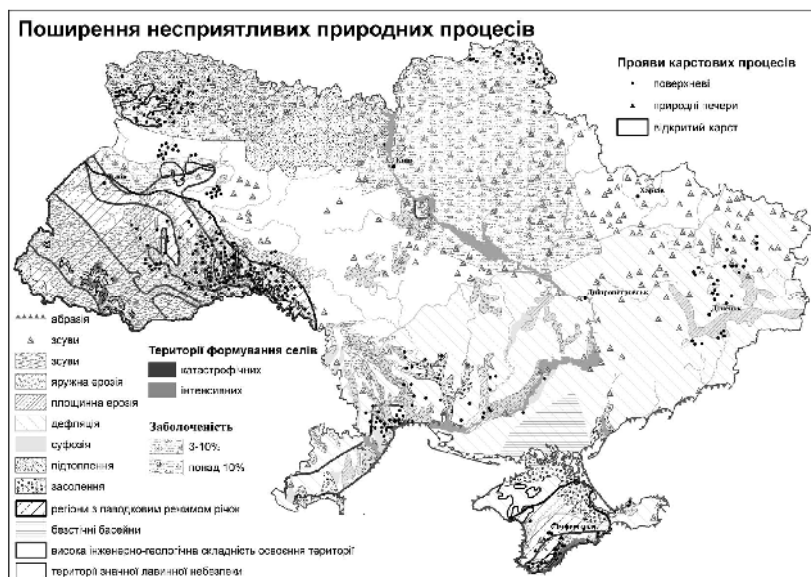 Поширення несприятливих природних процесів
Прояви карстових процесів
поверхневі
природні печери
відкритий карст
Київ
Харків
Дніпропетровськ
Донецьк
абразія
зсуви
зсуви
яружна ерозія
площинна ерозія
дефляція
суфозія
підтоплення
засолення
регіони з паводковим режимом річок
безстічні басейни
висока інженерно-геологічна складність освоєння території
території значної лавинної небезпеки
Території формування селів
катастрофічних
інтенсивних
Заболоченість
3-10%
понад 10%